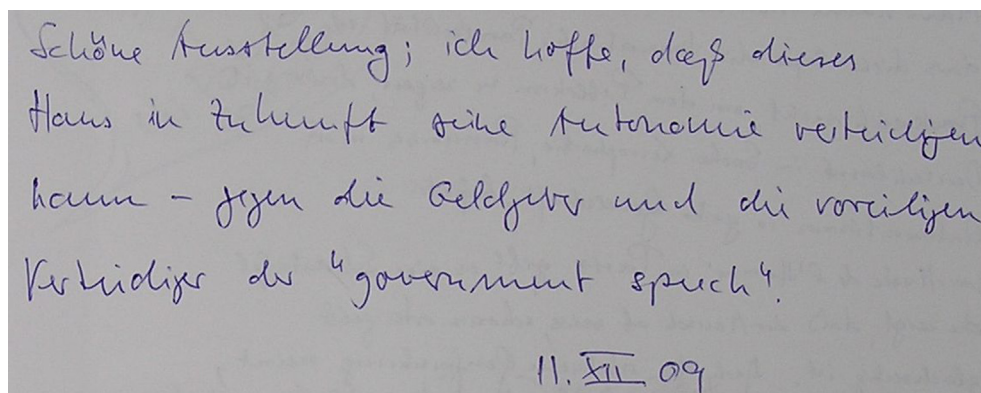 Schöne Ausstellung; ich hoffe, daß dieses
Haus in Zukunft seine Autonomie verteidigen
kann – gegen die Geldgeber und die voreiligen
Verteidiger der "government speech".
11. XII 09